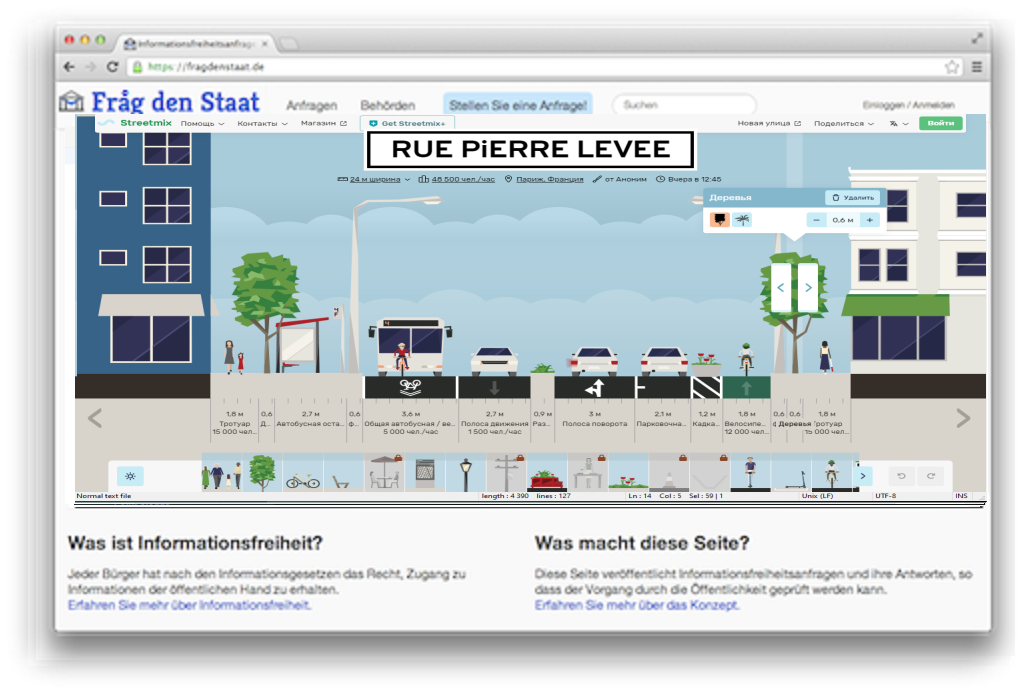 Informationsfreiheitsanfrag
https://fragdenstaat.de
Fråg den Staat
Anfragen Behörden Stellen Sie eine Anfrage! Suchen Einloggen / Anmelden
Streetmix Помощь Контакты Магазин Get Streetmix+ Новая улица Поделиться Войти
RUE PiERRE LEVEE
24 м ширина 48 500 чел./час Париж, Франция от Аноним Вчера в 12:45
Деревья Удалить
0,6 м
1,8 м 0,6 2,7 м 0,6 3,6 м 2,7 м 0,9 м 3 м 2,1 м 1,2 м 1,8 м 0,6 0,6 1,8 м
Тротуар Д... Автобусная оста... ф... Общая автобусная / ве... Полоса движения Раз... Полоса поворота Парковочна... Кадка... Велосипе... Деревья Тротуар
15 000 чел... 5 000 чел./час 1 500 чел./час 12 000 чел... 15 000 чел...
Normal text file length : 4 390 lines : 127 Ln : 14 Col : 5 Sel : 59 | 1 Unix (LF) UTF-8 INS
Was ist Informationsfreiheit?
Jeder Bürger hat nach den Informationsgesetzen das Recht, Zugang zu
Informationen der öffentlichen Hand zu erhalten.
Erfahren Sie mehr über Informationsfreiheit.
Was macht diese Seite?
Diese Seite veröffentlicht Informationsfreiheitsanfragen und ihre Antworten, so
dass der Vorgang durch die Öffentlichkeit geprüft werden kann.
Erfahren Sie mehr über das Konzept.